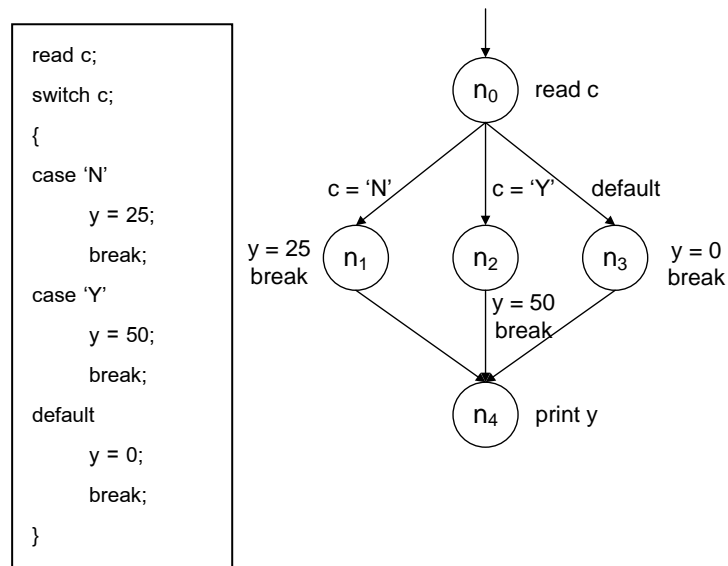 read c;
switch c;
{
case ‘N’
y = 25;
break;
case ‘Y’
y = 50;
break;
default
y = 0;
break;
}
n0
read c
c = ‘N’
c = ‘Y’
default
y = 25
break
n1
n2
n3
y = 0
break
y = 50
break
n4
print y